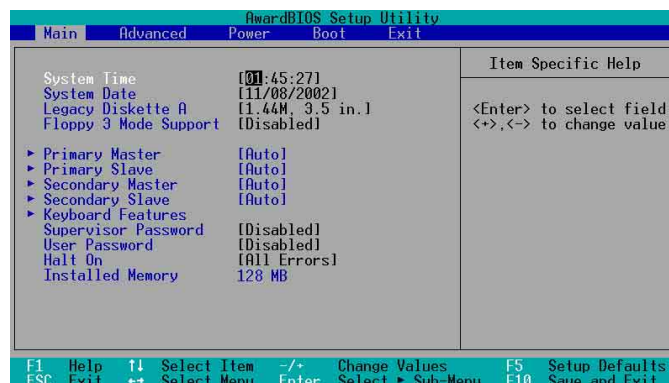 AwardBIOS Setup Utility
Main Advanced Power Boot Exit
Item Specific Help
System Time [01:45:27]
System Date [11/08/2002]
Legacy Diskette A [1.44M, 3.5 in.]
Floppy 3 Mode Support [Disabled]
<Enter> to select field
<+>,<-> to change value
▶ Primary Master [Auto]
▶ Primary Slave [Auto]
▶ Secondary Master [Auto]
▶ Secondary Slave [Auto]
▶ Keyboard Features
Supervisor Password [Disabled]
User Password [Disabled]
Halt On [All Errors]
Installed Memory 128 MB
F1 Help ↑↓ Select Item -/+ Change Values F5 Setup Defaults
ESC Exit ←→ Select Menu Enter Select ▶ Sub-Menu F10 Save and Exit